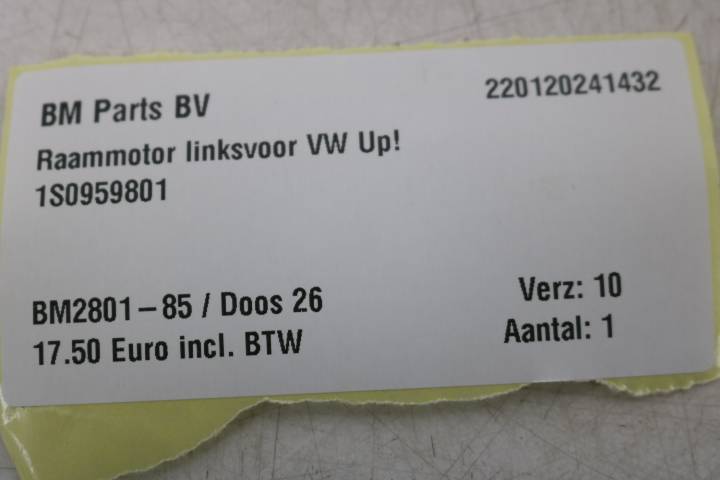 BM Parts BV
220120241432
Raammotor linksvoor VW Up!
1S0959801
BM2801-85 / Doos 26
Verz: 10
17.50 Euro incl. BTW
Aantal: 1